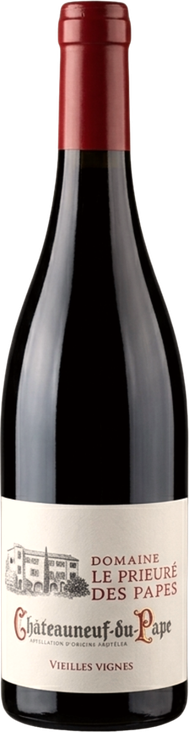 DOMAINE
LE PRIEURÉ
DES PAPES
Châteauneuf-du-Pape
APPELLATION D'ORIGINE
VIEILLES VIGNES